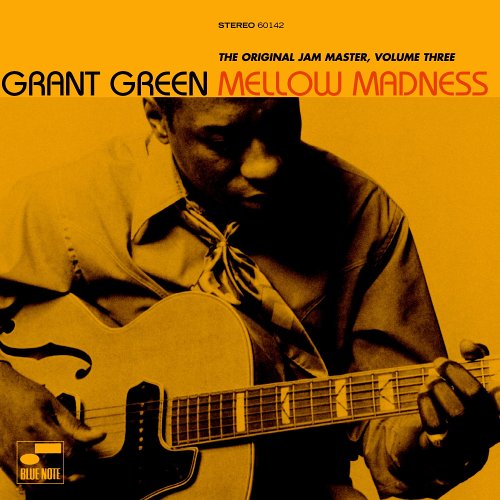 STEREO 60142
THE ORIGINAL JAM MASTER, VOLUME THREE
GRANT GREEN MELLOW MADNESS
BLUE NOTE